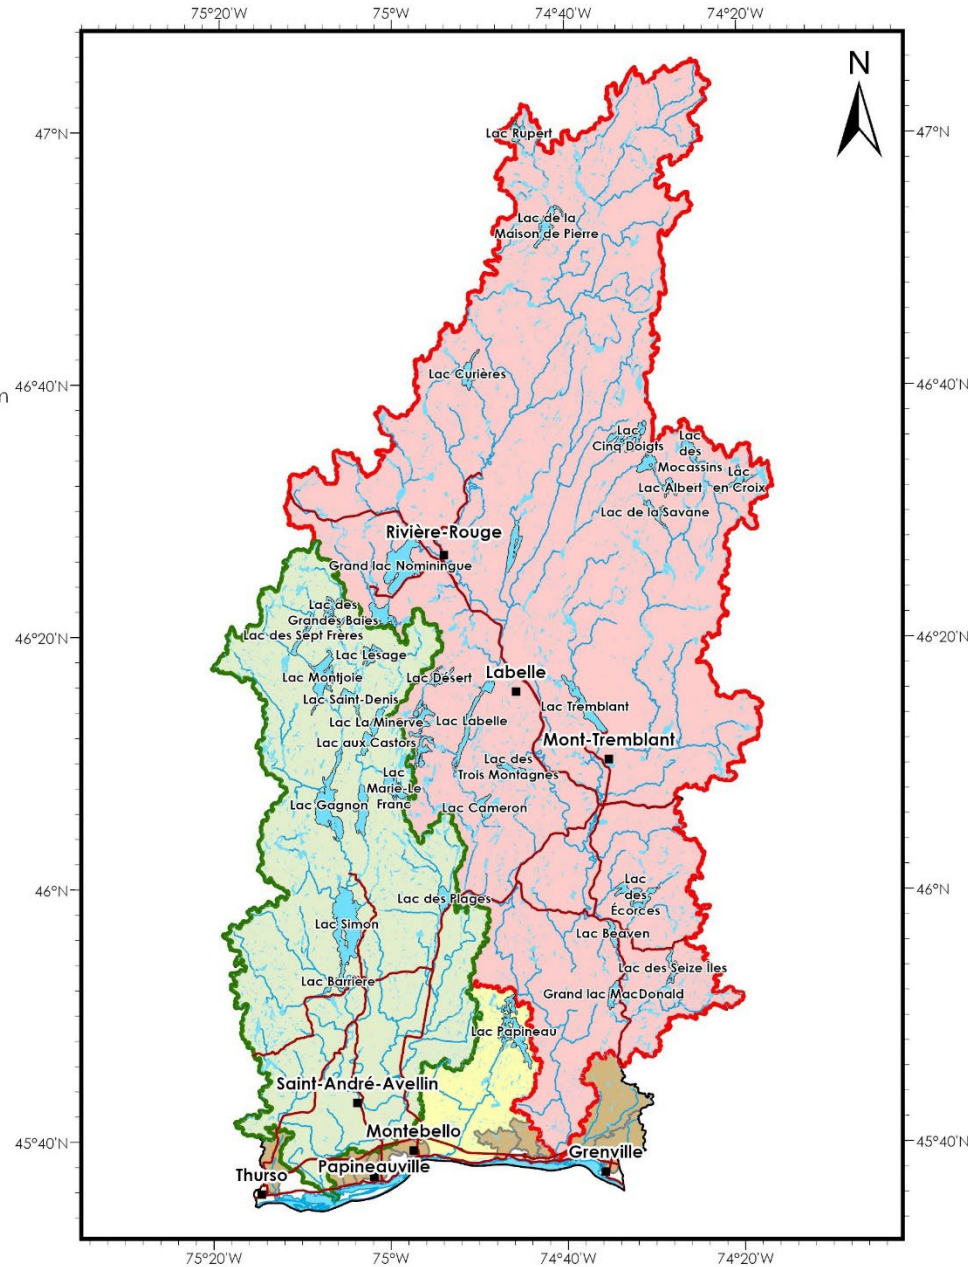 75°20'W 75°W 74°40'W 74°20'W
N
47°N 47°N
Lac Rupert
Lac de la
Maison de Pierre
Lac Curières
46°40'N 46°40'N
n
Lac
Cinq Doigts
Lac
des
Mocassins
Lac
en Croix
Lac Albert
Lac de la Savane
Rivière-Rouge
Grand lac Nominingue
Lac des
Grandes Baies
46°20'N 46°20'N
Lac des Sept Frères
Lac Lesage
Lac Montjoie
Lac Désert
Labelle
Lac Saint-Denis
Lac Tremblant
Lac La Minerve
Lac Labelle
Lac aux Castors
Mont-Tremblant
Lac des
Trois Montagnes
Lac
Marie-Le
Franc
Lac Gagnon
Lac Cameron
46°N 46°N
Lac
des
Écorces
Lac des Plages
Lac Simon
Lac Beaven
Lac des Seize Îles
Lac Barrière
Grand lac MacDonald
Lac Papineau
Saint-André-Avellin
Montebello
45°40'N 45°40'N
Grenville
Papineauville
Thurso
75°20'W 75°W 74°40'W 74°20'W